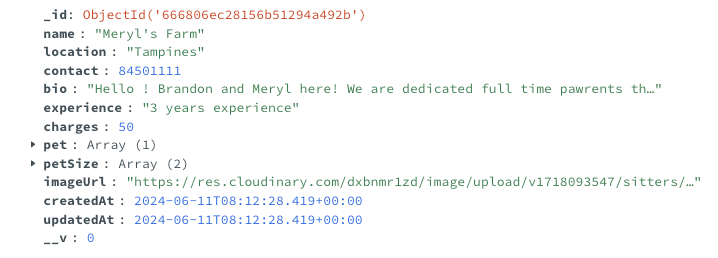 _id: ObjectId('666806ec28156b51294a492b')
name : "Meryl's Farm"
location : "Tampines"
contact : 84501111
bio : "Hello ! Brandon and Meryl here! We are dedicated full time pawrents th…"
experience : "3 years experience"
charges : 50
pet : Array (1)
petSize : Array (2)
imageUrl : "https://res.cloudinary.com/dxbnmr1zd/image/upload/v1718093547/sitters/…"
createdAt : 2024-06-11T08:12:28.419+00:00
updatedAt : 2024-06-11T08:12:28.419+00:00
__v : 0